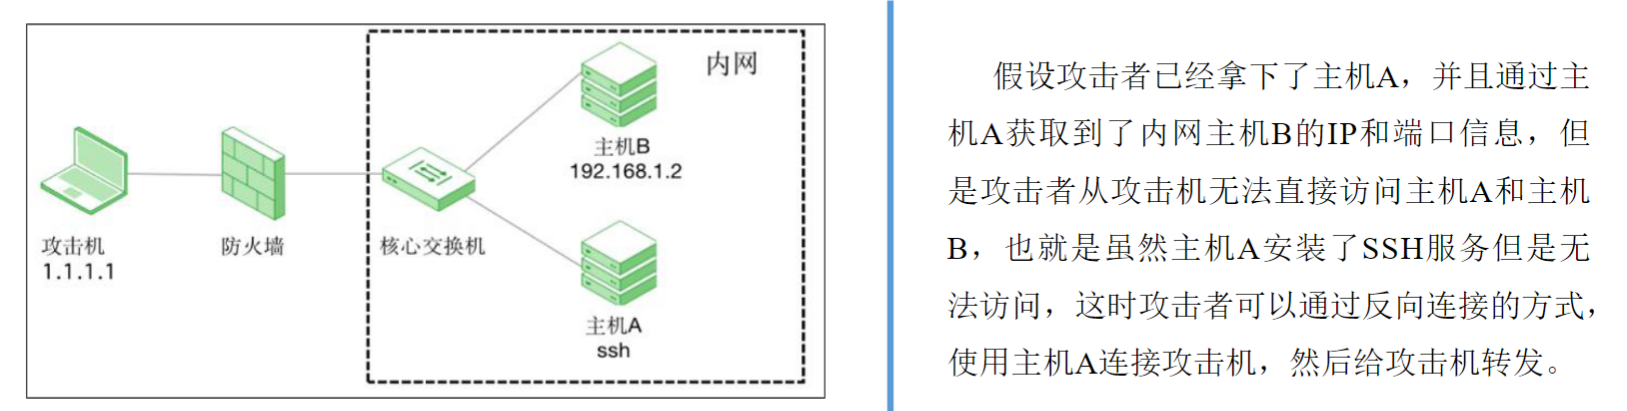 内网
主机B
192.168.1.2
攻击机
1.1.1.1
防火墙
核心交换机
主机A
ssh
假设攻击者已经拿下了主机A，并且通过主
机A获取到了内网主机B的IP和端口信息，但
是攻击者从攻击机无法直接访问主机A和主机
B，也就是虽然主机A安装了SSH服务但是无
法访问，这时攻击者可以通过反向连接的方式，
使用主机A连接攻击机，然后给攻击机转发。